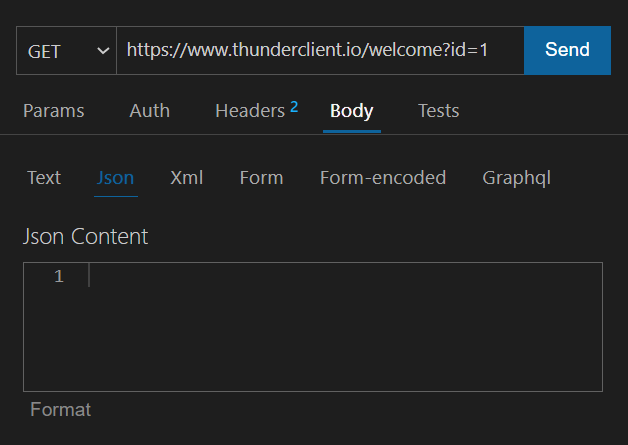 GET https://www.thunderclient.io/welcome?id=1 Send
Params Auth Headers 2 Body Tests
Text Json Xml Form Form-encoded Graphql
Json Content
1
Format